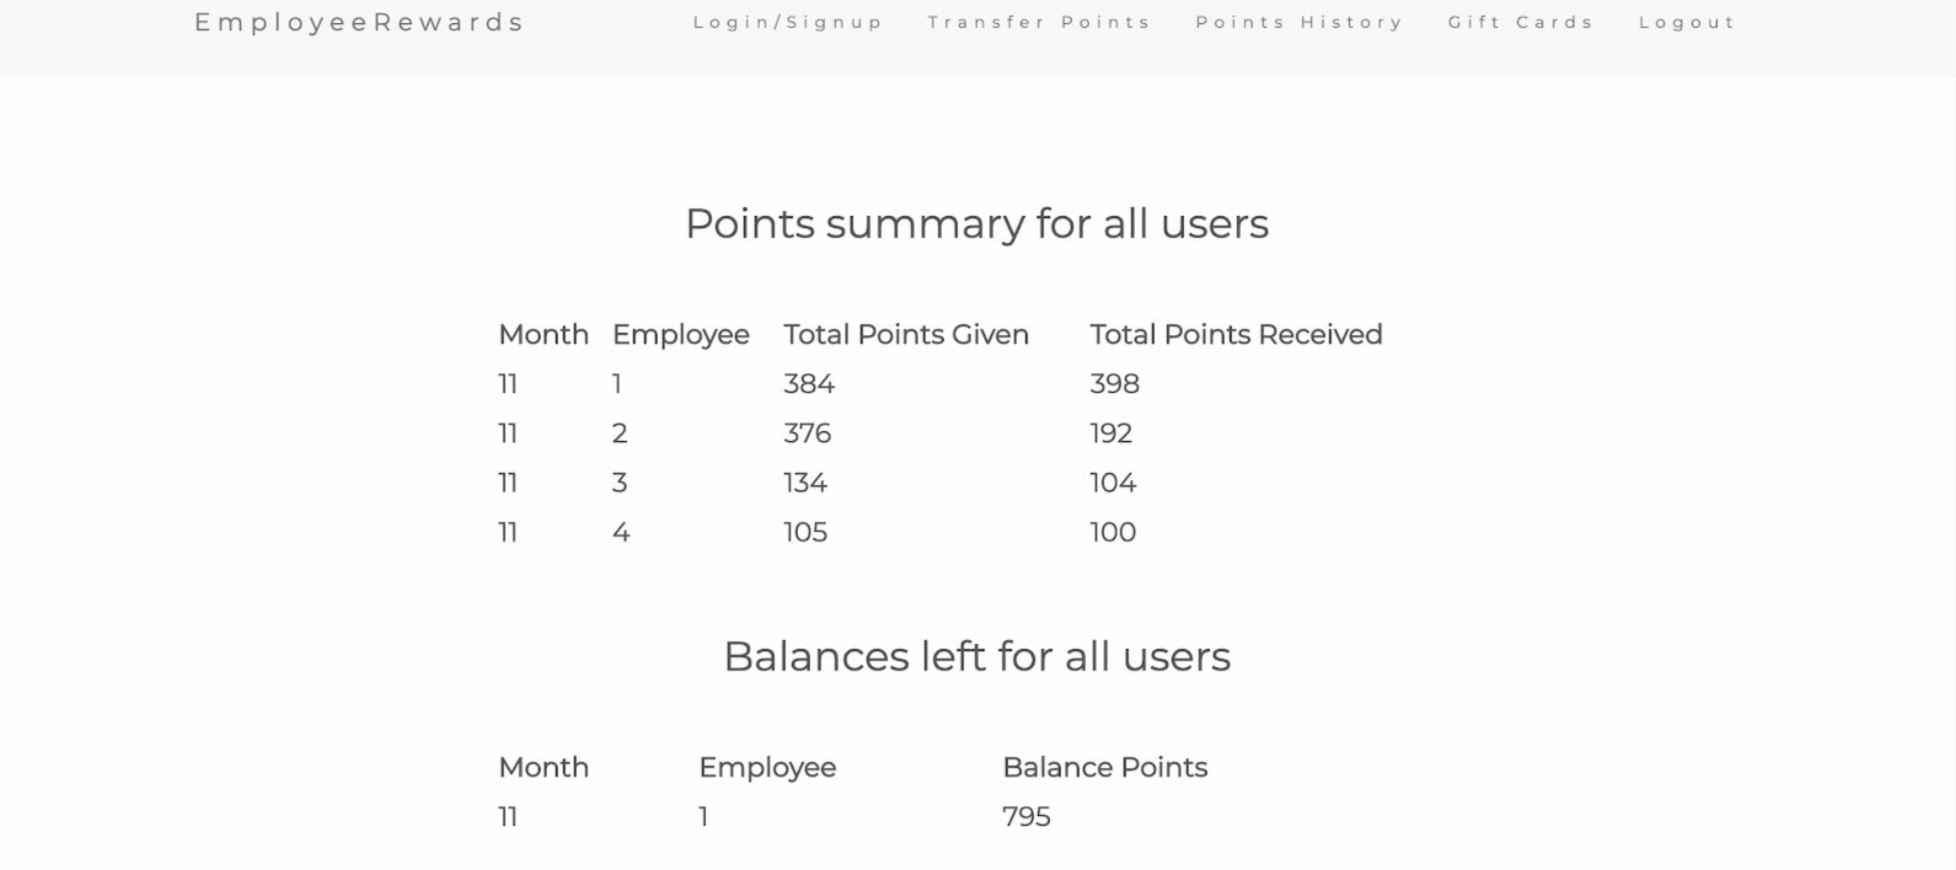 EmployeeRewards Login/Signup Transfer Points Points History Gift Cards Logout
Points summary for all users
Month Employee Total Points Given Total Points Received
11 1 384 398
11 2 376 192
11 3 134 104
11 4 105 100
Balances left for all users
Month Employee Balance Points
11 1 795